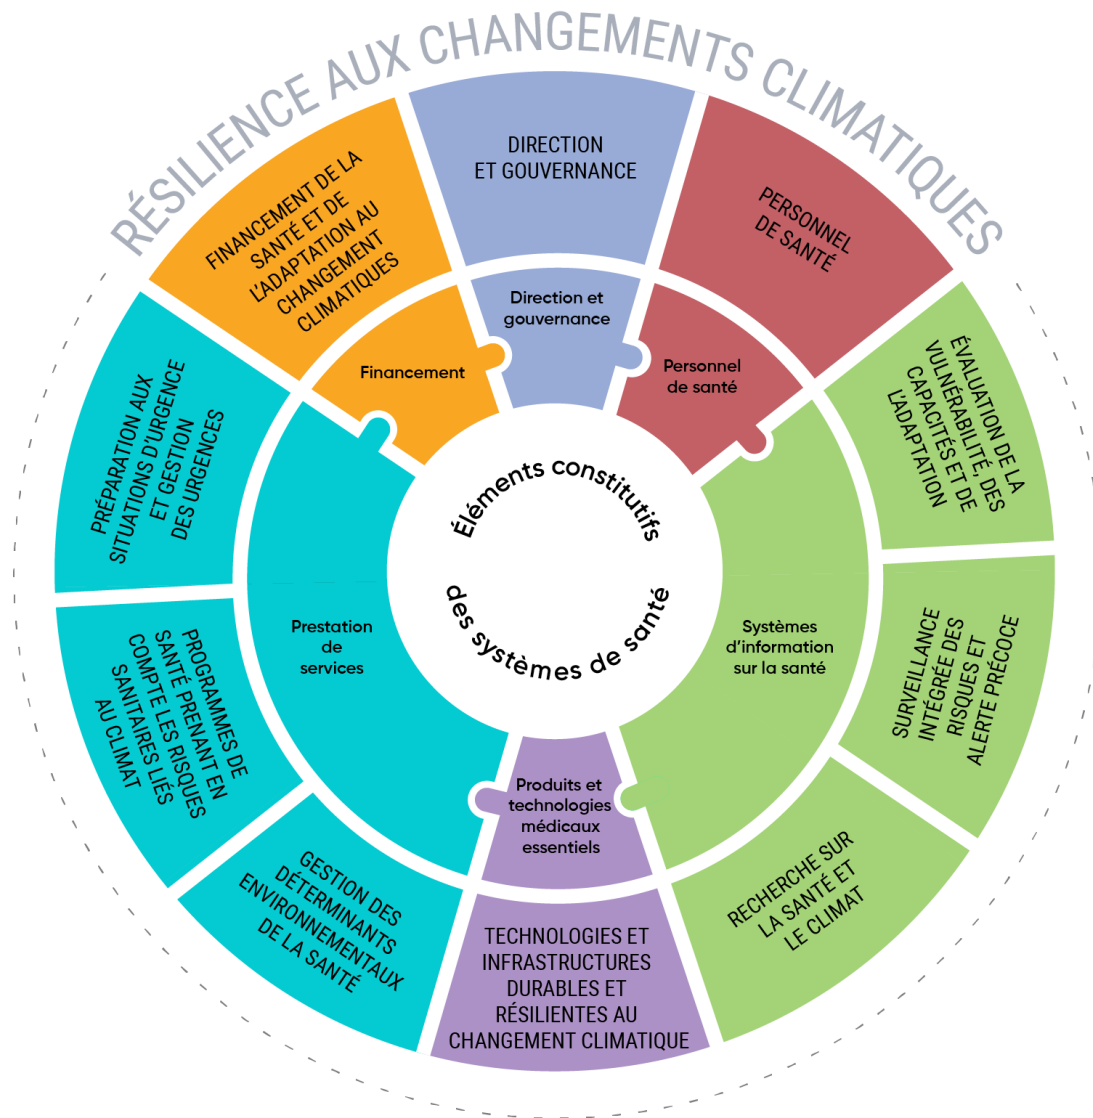 RÉSILIENCE AUX CHANGEMENTS CLIMATIQUES
DIRECTION
ET GOUVERNANCE
PERSONNEL
DE SANTÉ
ÉVALUATION DE LA
VULNÉRABILITÉ, DES
CAPACITÉS ET DE
L'ADAPTATION
SURVEILLANCE
INTÉGRÉE DES
RISQUES ET
ALERTE PRÉCOCE
RECHERCHE SUR
LA SANTÉ ET
LE CLIMAT
TECHNOLOGIES ET
INFRASTRUCTURES
DURABLES ET
RÉSILIENTES AU
CHANGEMENT CLIMATIQUE
GESTION DES
DÉTERMINANTS
ENVIRONNEMENTAUX
DE LA SANTÉ
PROGRAMMES DE
SANTÉ PRENANT EN
COMPTE LES RISQUES
SANITAIRES LIÉS
AU CLIMAT
PRÉPARATION AUX
SITUATIONS D'URGENCE
ET GESTION
DES URGENCES
FINANCEMENT DE LA
SANTÉ ET DE
L'ADAPTATION AU
CHANGEMENT
CLIMATIQUES
Direction et
gouvernance
Personnel
de santé
Systèmes
d'information
sur la santé
Produits et
technologies
médicaux
essentiels
Prestation
de
services
Financement
Éléments constitutifs
des systèmes de santé